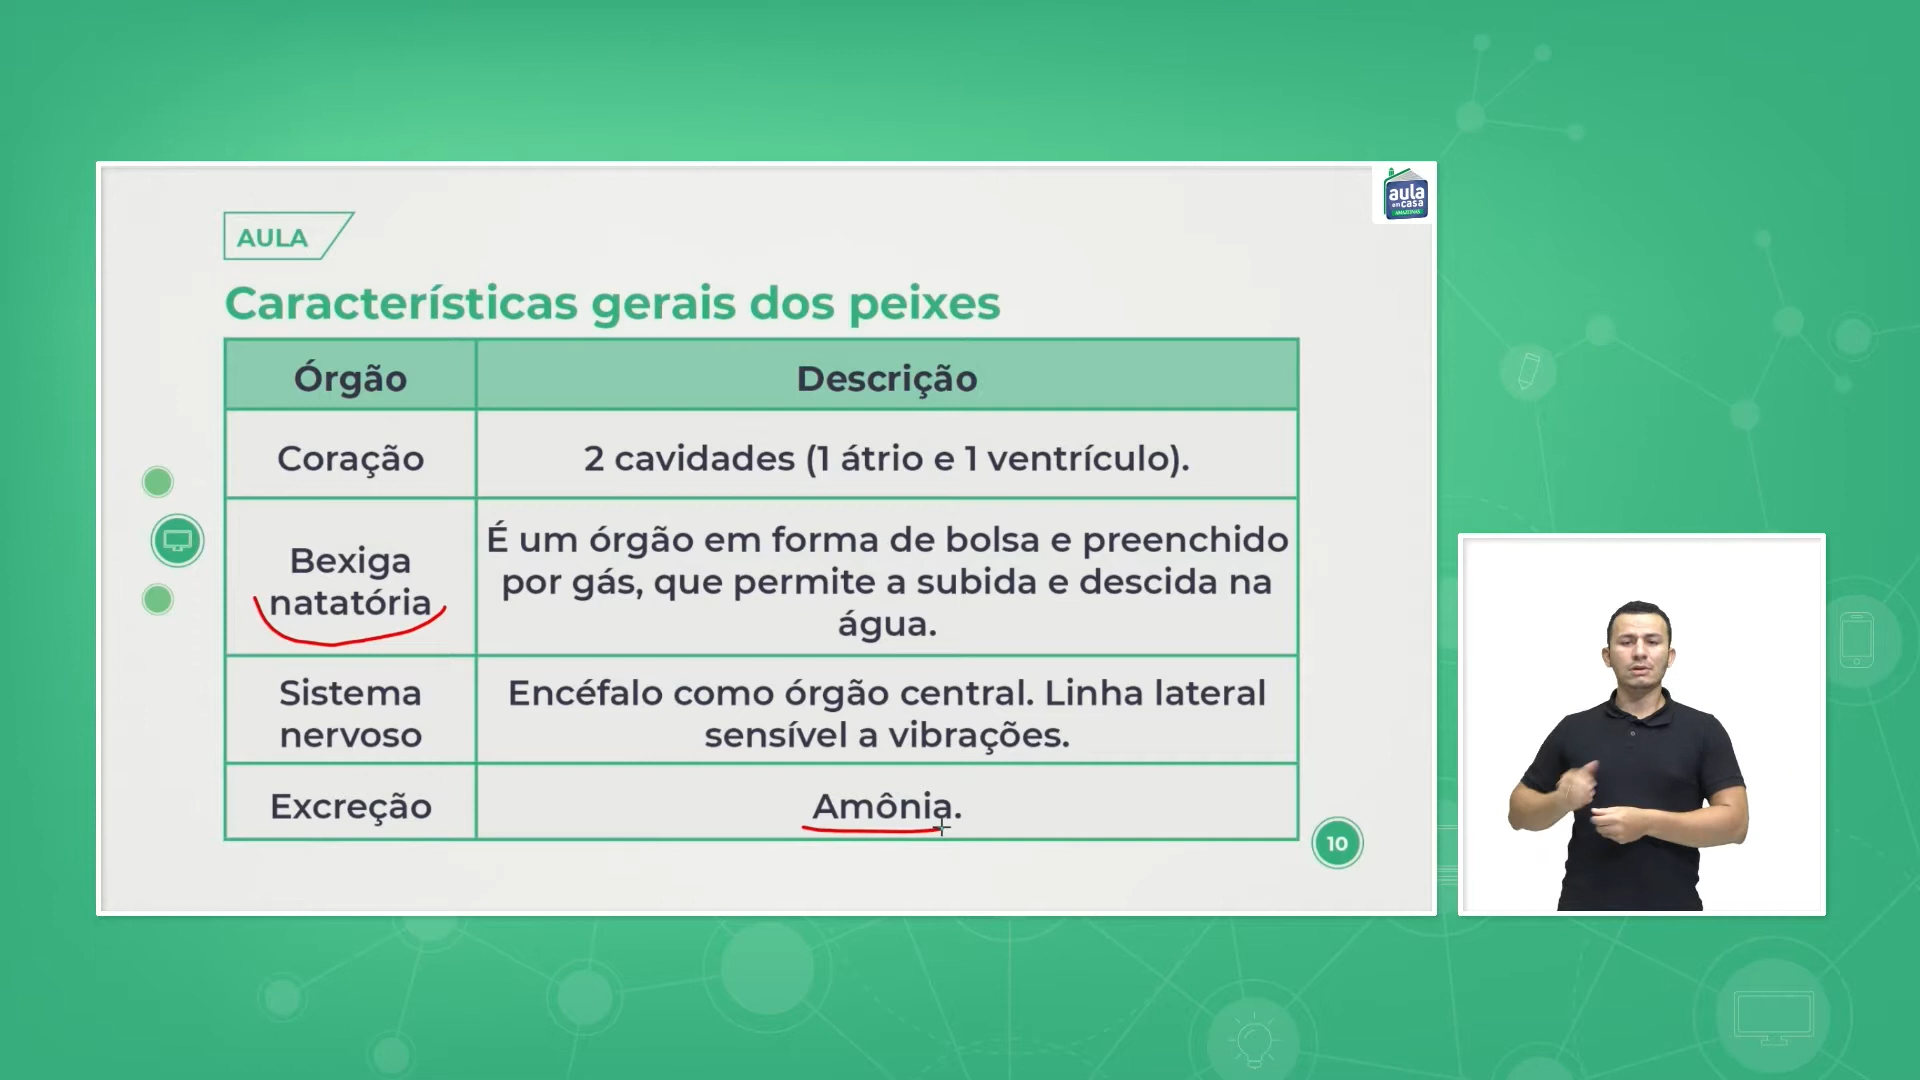 aula
em casa
AMAZONAS
AULA
Características gerais dos peixes
Órgão
Descrição
Coração
2 cavidades (1 átrio e 1 ventrículo).
Bexiga
natatória
É um órgão em forma de bolsa e preenchido
por gás, que permite a subida e descida na
água.
Sistema
nervoso
Encéfalo como órgão central. Linha lateral
sensível a vibrações.
Excreção
Amônia.
10